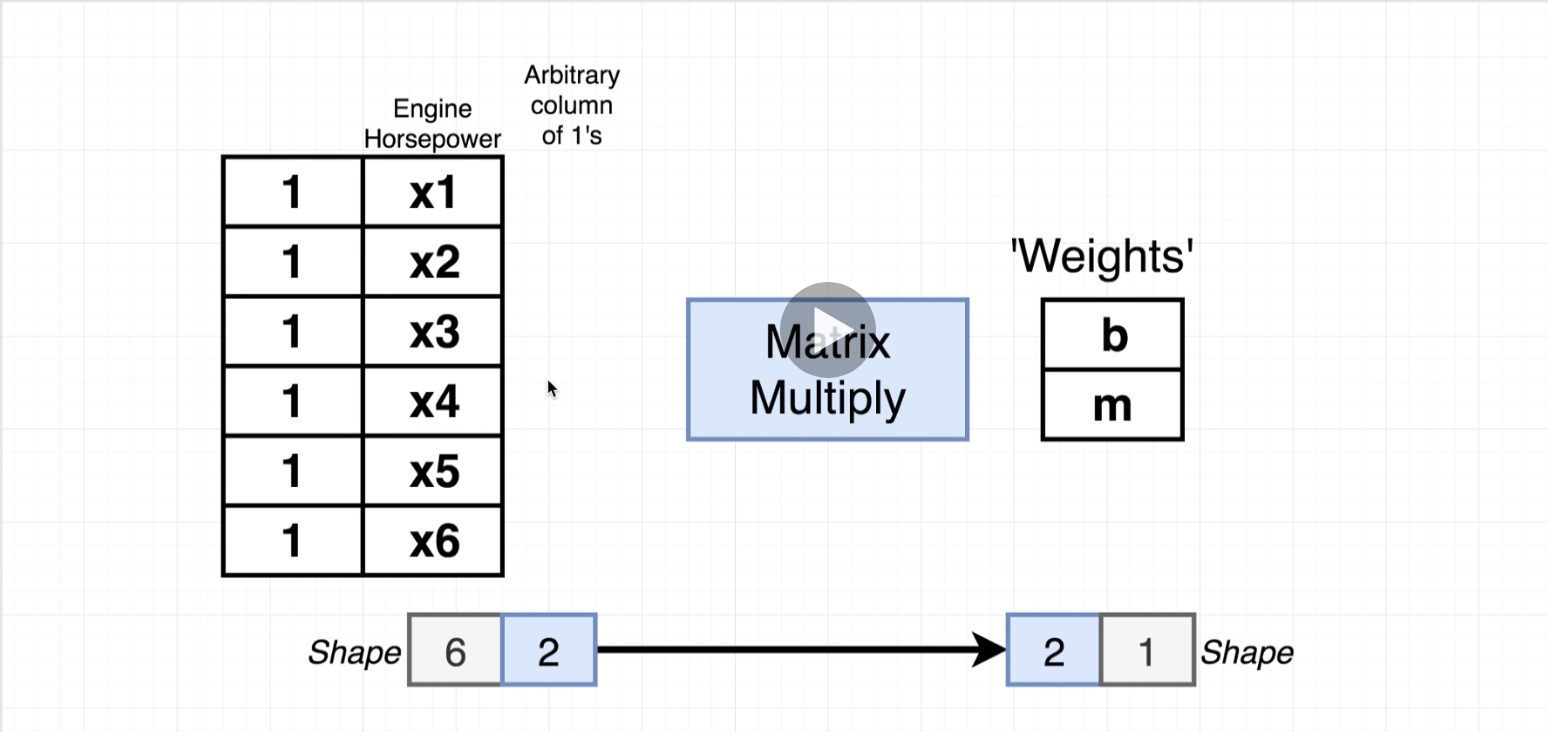 Arbitrary
column
of 1's
Engine
Horsepower
1 x1
1 x2
1 x3
1 x4
1 x5
1 x6
Matrix
Multiply
'Weights'
b
m
Shape 6 2
2 1 Shape